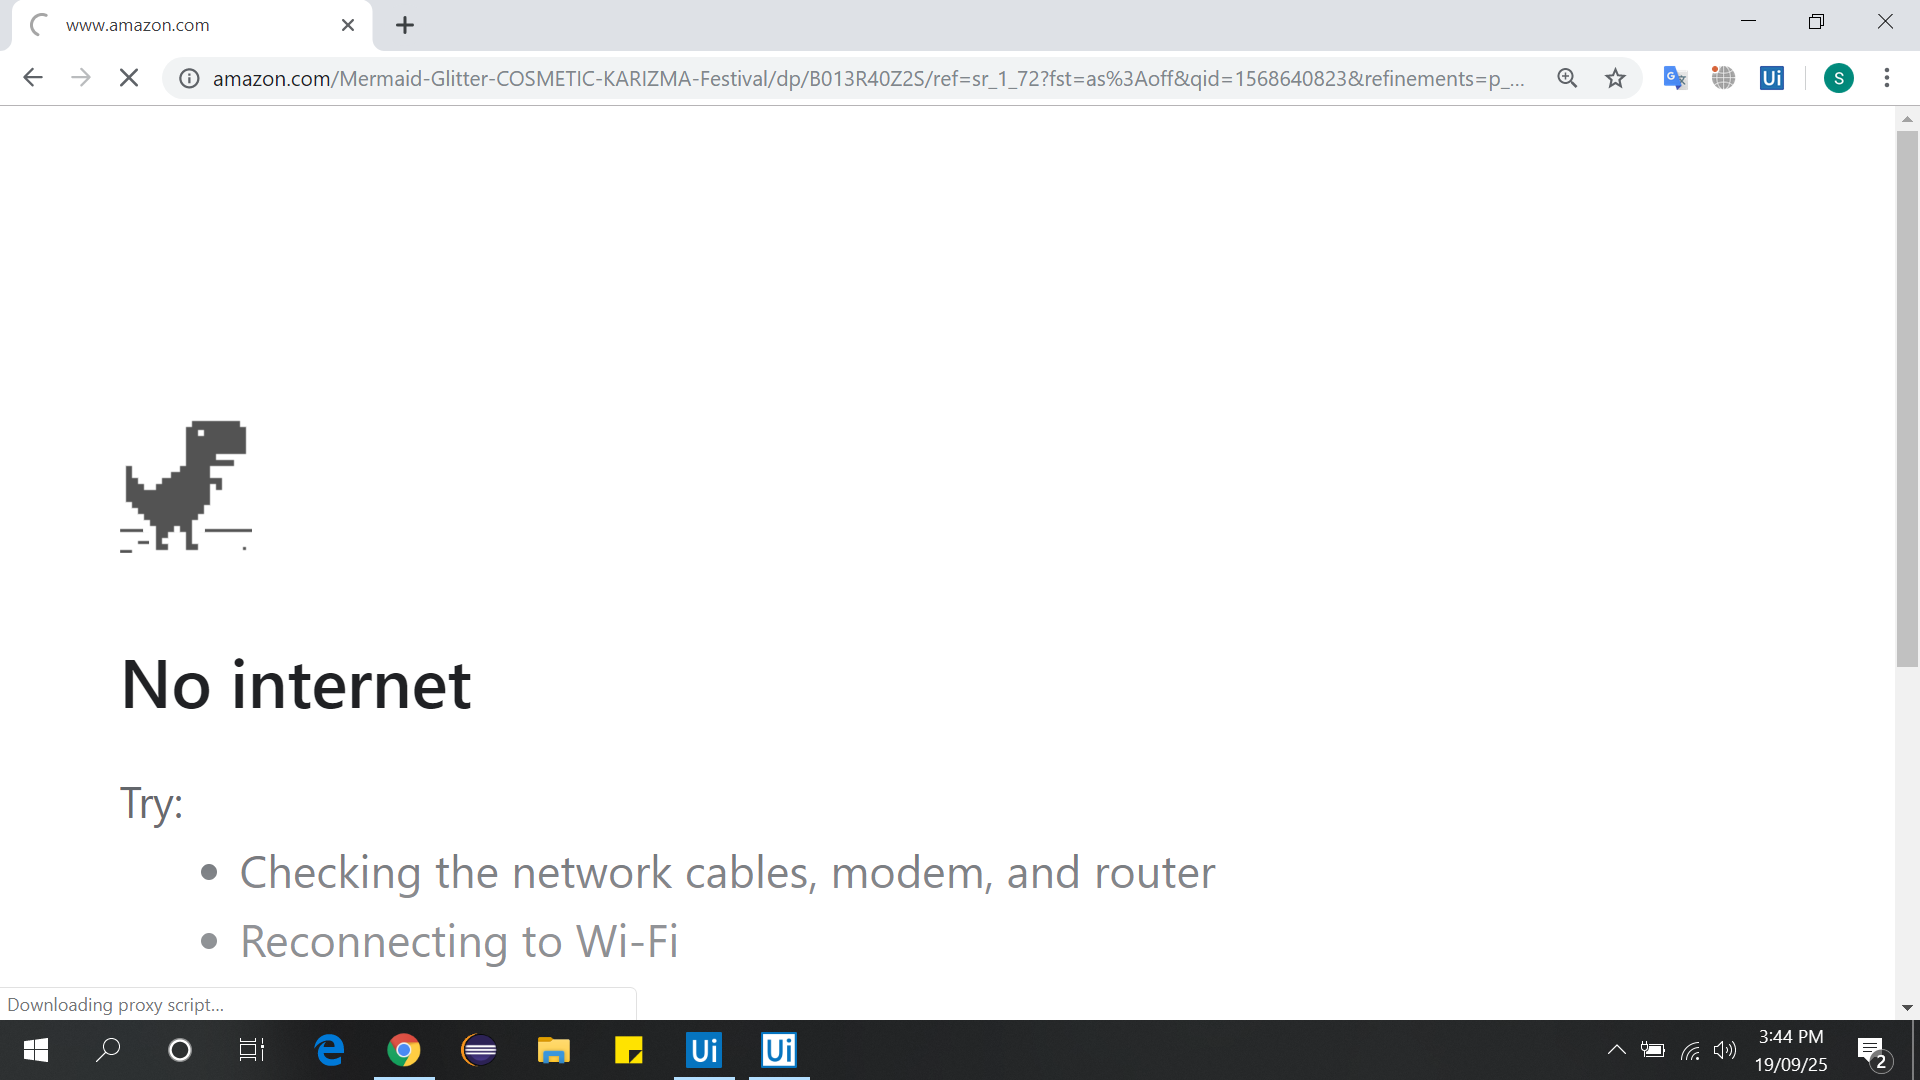 www.amazon.com
amazon.com/Mermaid-Glitter-COSMETIC-KARIZMA-Festival/dp/B013R40Z2S/ref=sr_1_72?fst=as%3Aoff&qid=1568640823&refinements=p_...
Ui
S
No internet
Try:
Checking the network cables, modem, and router
Reconnecting to Wi-Fi
Downloading proxy script...
Ui
Ui
3:44 PM
19/09/25
2